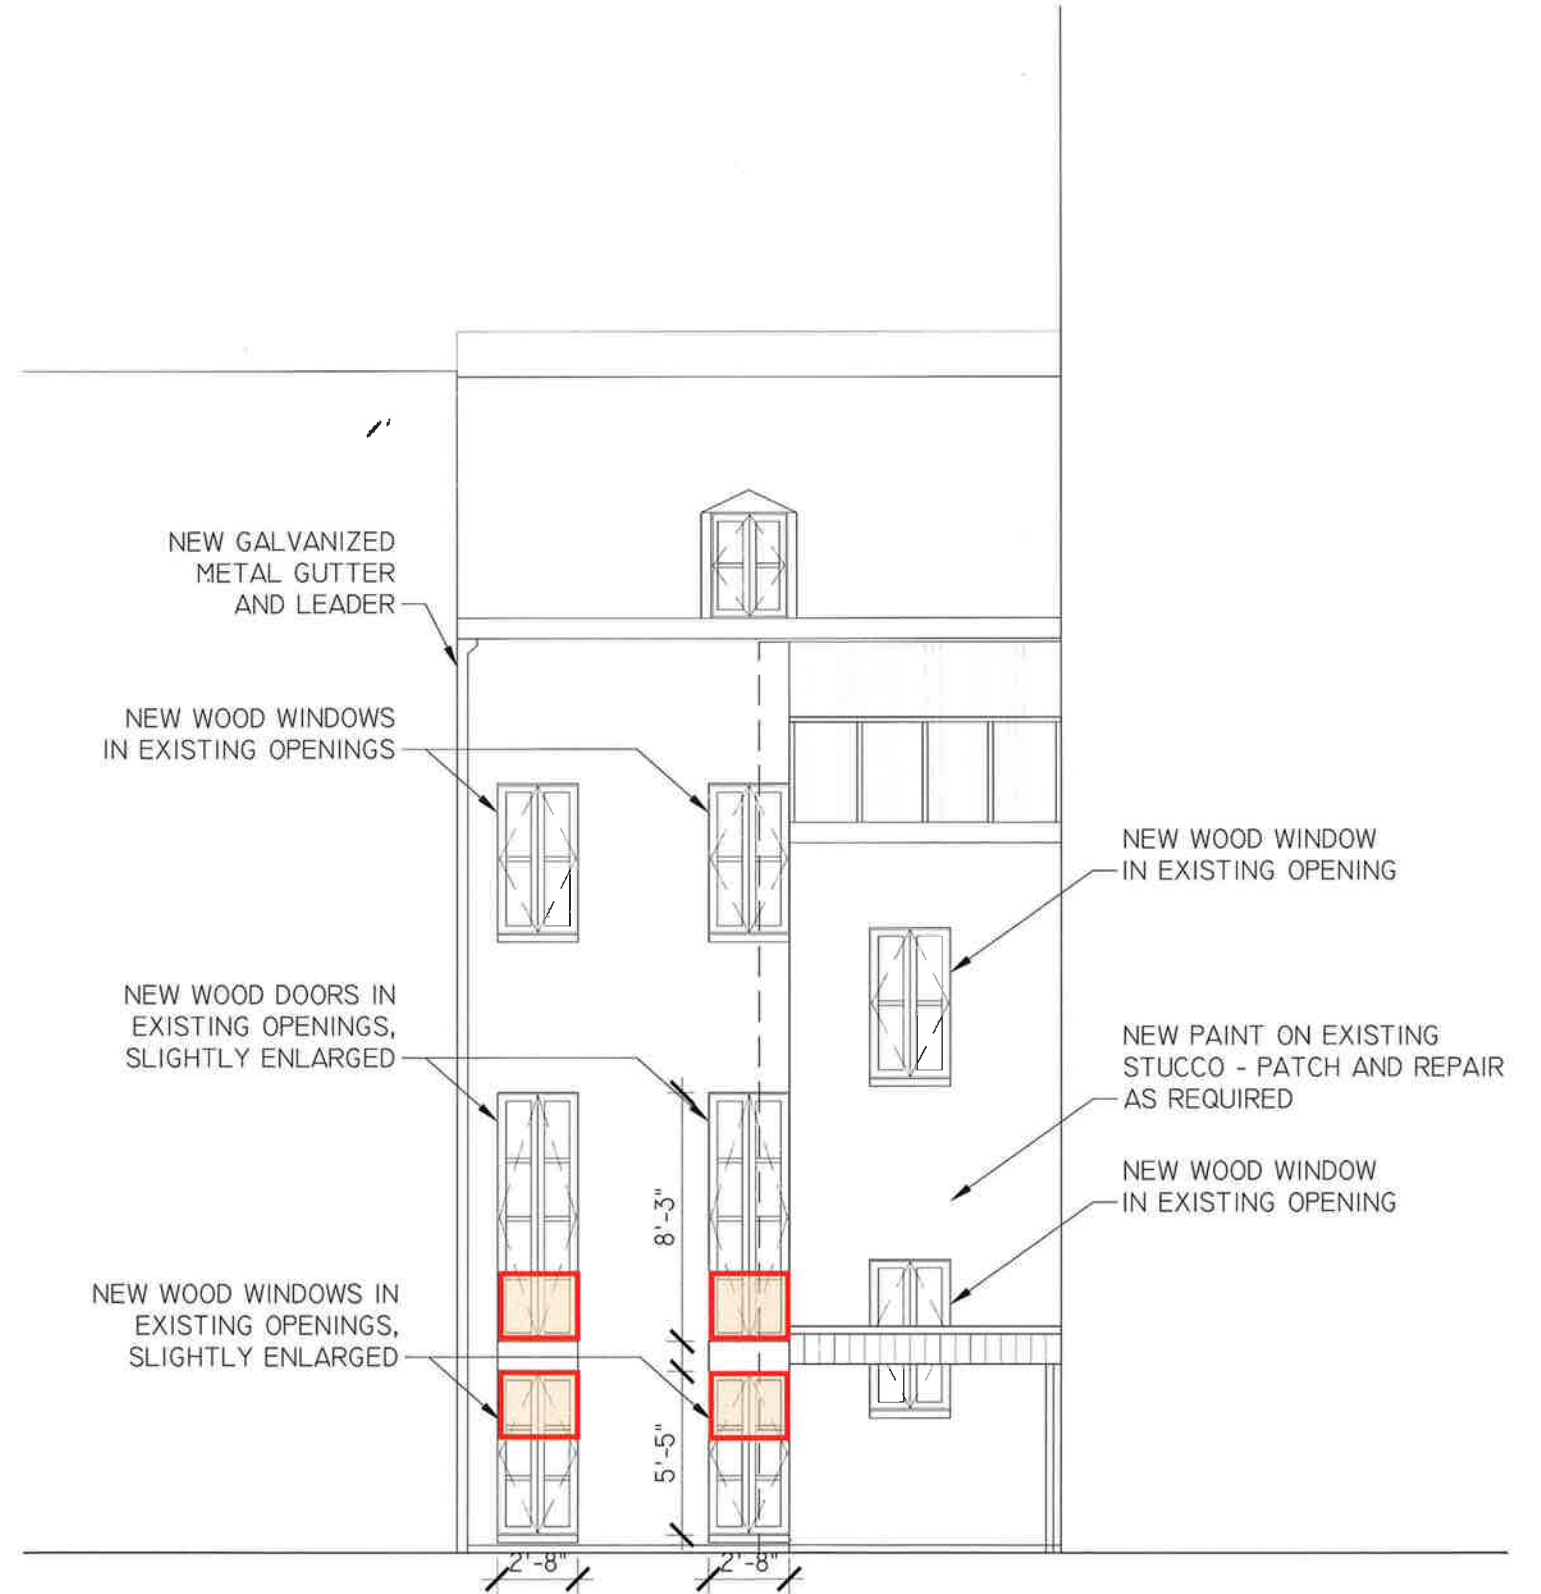 NEW GALVANIZED
METAL GUTTER
AND LEADER
NEW WOOD WINDOWS
IN EXISTING OPENINGS
NEW WOOD WINDOW
IN EXISTING OPENING
NEW WOOD DOORS IN
EXISTING OPENINGS,
SLIGHTLY ENLARGED
NEW PAINT ON EXISTING
STUCCO - PATCH AND REPAIR
AS REQUIRED
NEW WOOD WINDOW
IN EXISTING OPENING
8'-3"
NEW WOOD WINDOWS IN
EXISTING OPENINGS,
SLIGHTLY ENLARGED
5'-5"
2'-8"
2'-8"